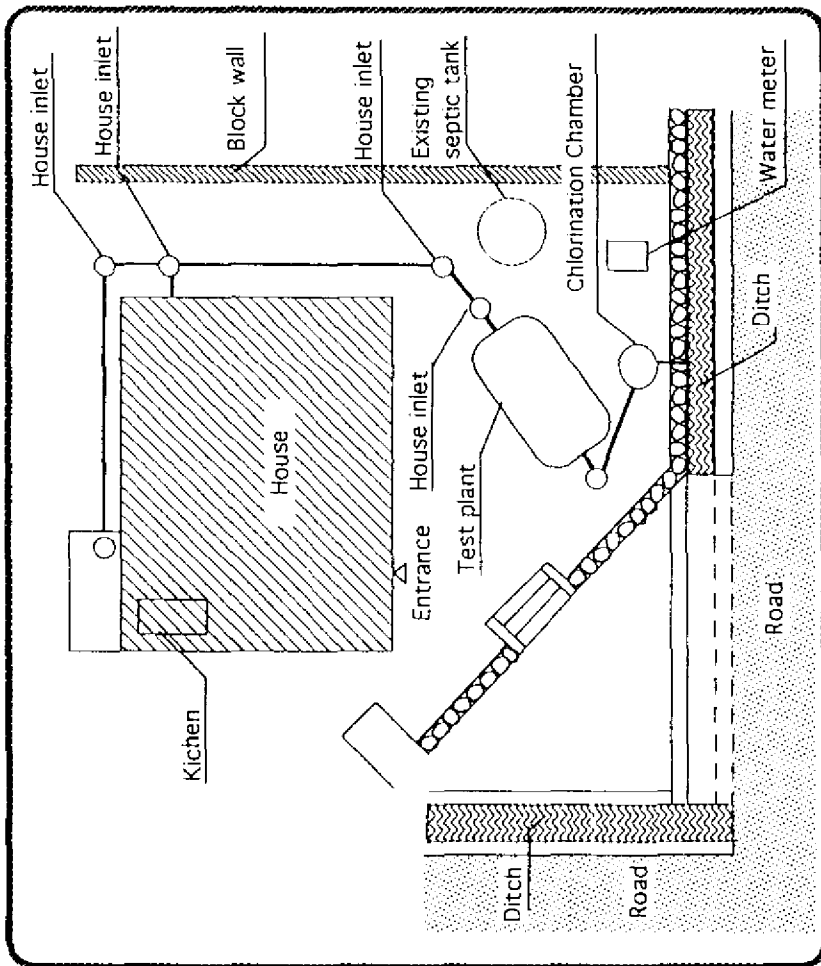 House inlet
House inlet
Block wall
House inlet
Existing
septic tank
Chlorination Chamber
Water meter
House
House inlet
Test plant
Ditch
Entrance
Kichen
Road
Ditch
Road